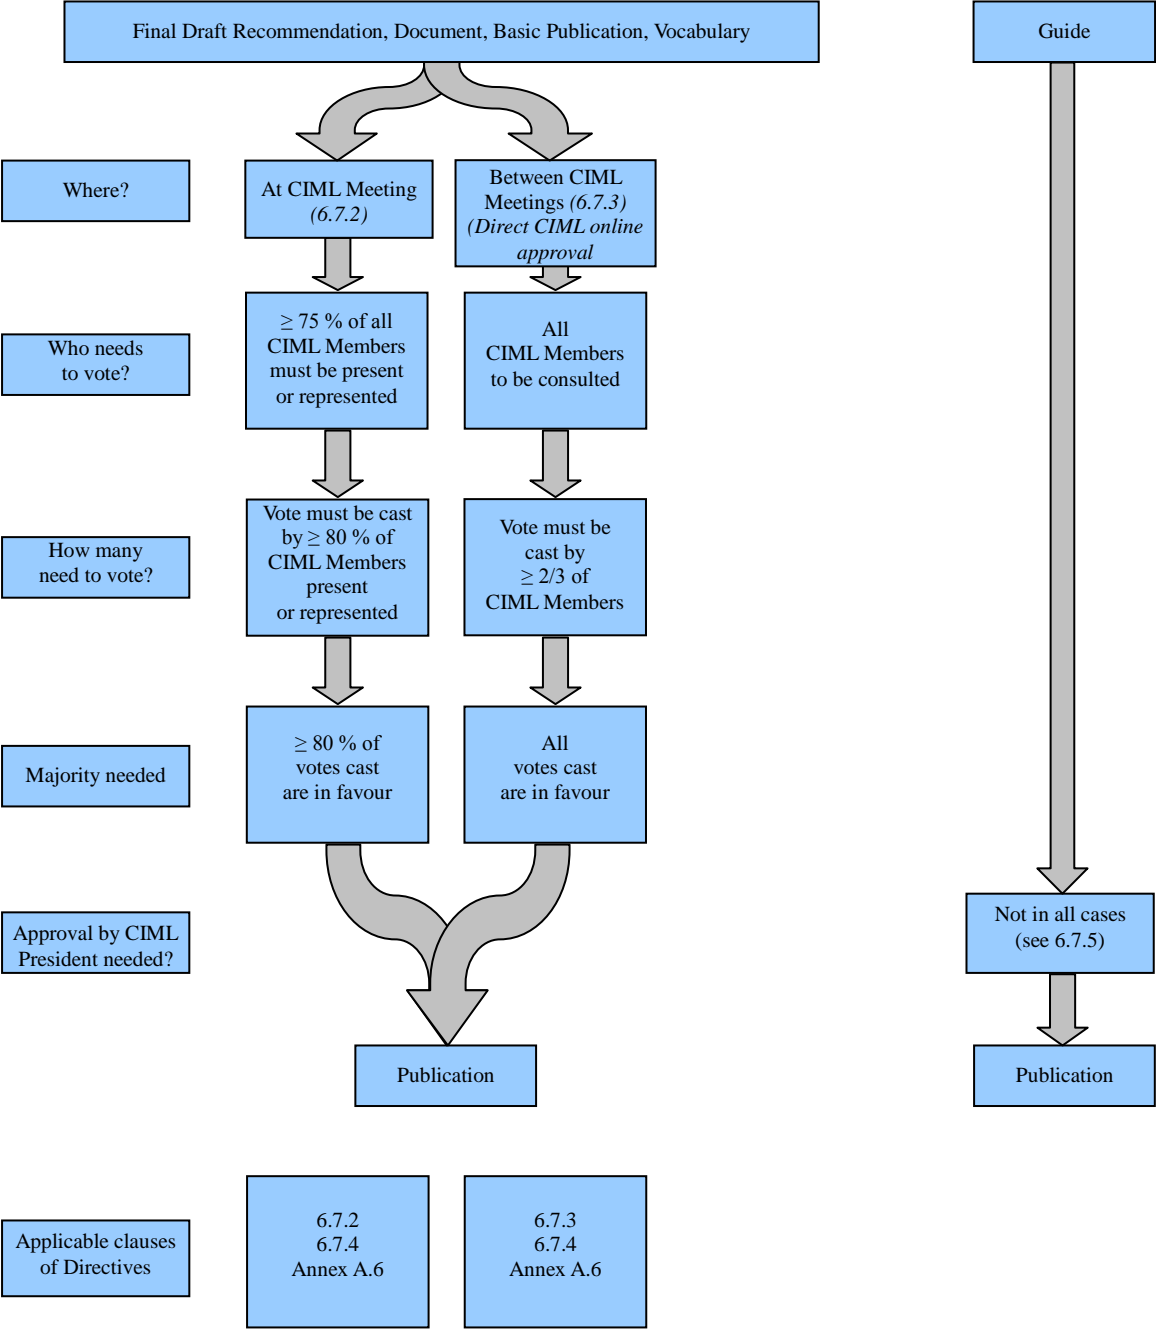 Final Draft Recommendation, Document, Basic Publication, Vocabulary
Guide
Where?
At CIML Meeting
(6.7.2)
Between CIML
Meetings (6.7.3)
(Direct CIML online
approval
Who needs
to vote?
≥ 75 % of all
CIML Members
must be present
or represented
All
CIML Members
to be consulted
How many
need to vote?
Vote must be cast
by ≥ 80 % of
CIML Members
present
or represented
Vote must be
cast by
≥ 2/3 of
CIML Members
Majority needed
≥ 80 % of
votes cast
are in favour
All
votes cast
are in favour
Approval by CIML
President needed?
Not in all cases
(see 6.7.5)
Publication
Publication
Applicable clauses
of Directives
6.7.2
6.7.4
Annex A.6
6.7.3
6.7.4
Annex A.6